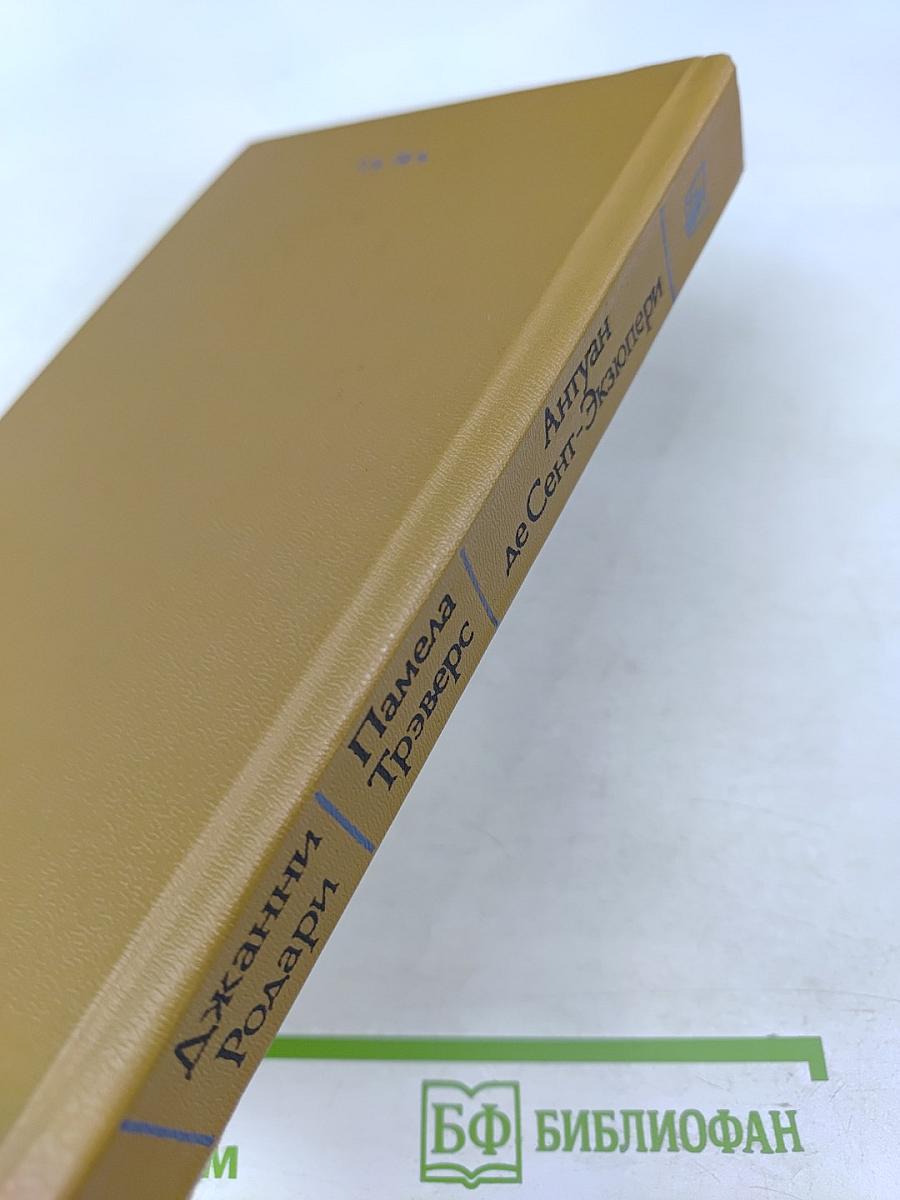 Джанни
Родари
Памела
Трэверс
Антуан
де Сент-Экзюпери
БФ БИБЛИОФАН
М